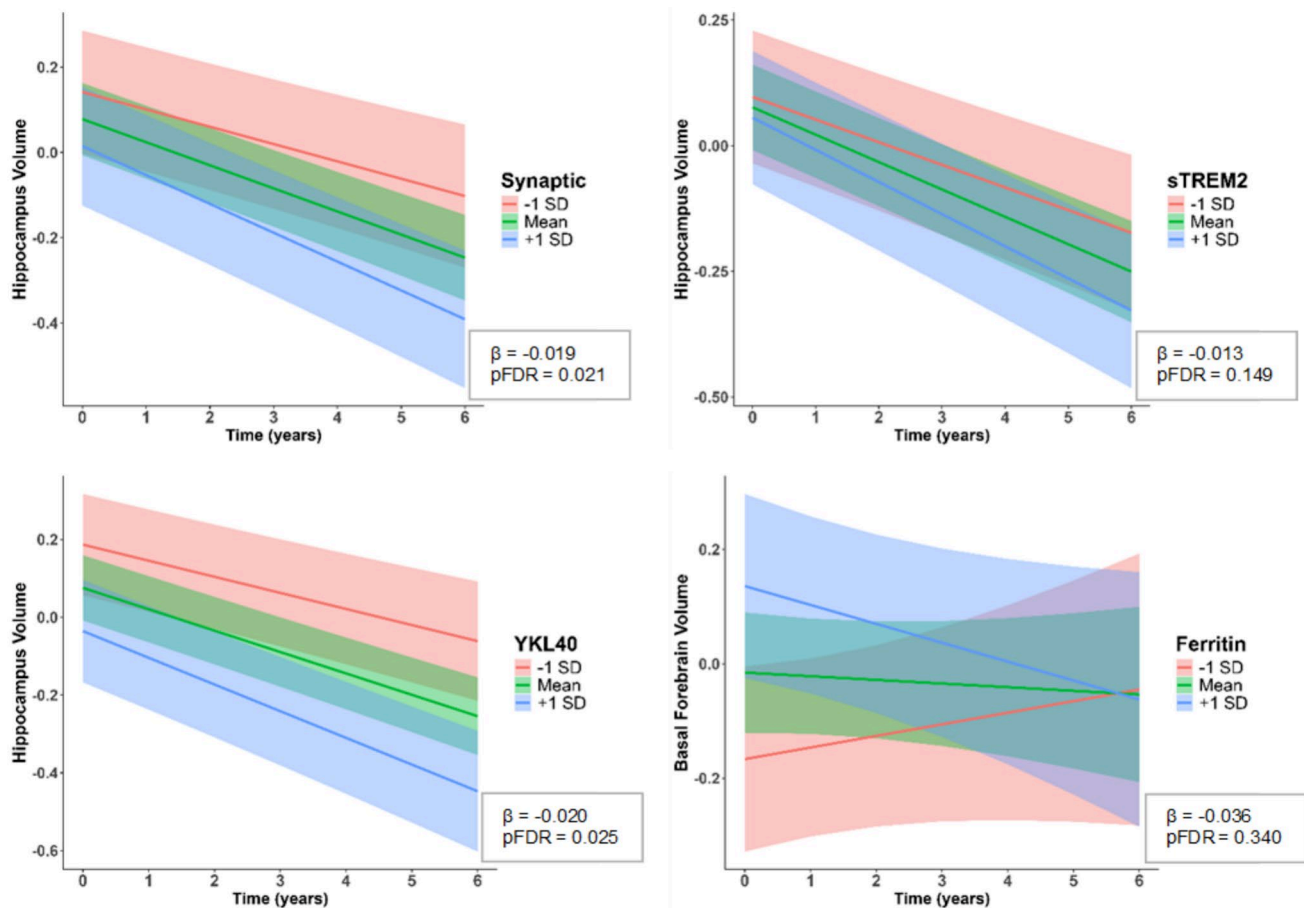 0.2
0.0
-0.2
-0.4
Hippocampus Volume
0 1 2 3 4 5 6
Time (years)
Synaptic
-1 SD
Mean
+1 SD
β = -0.019
pFDR = 0.021
0.25
0.00
-0.25
-0.50
Hippocampus Volume
0 1 2 3 4 5 6
Time (years)
sTREM2
-1 SD
Mean
+1 SD
β = -0.013
pFDR = 0.149
0.2
0.0
-0.2
-0.4
-0.6
Hippocampus Volume
0 1 2 3 4 5 6
Time (years)
YKL40
-1 SD
Mean
+1 SD
β = -0.020
pFDR = 0.025
0.2
0.0
-0.2
Basal Forebrain Volume
0 1 2 3 4 5 6
Time (years)
Ferritin
-1 SD
Mean
+1 SD
β = -0.036
pFDR = 0.340